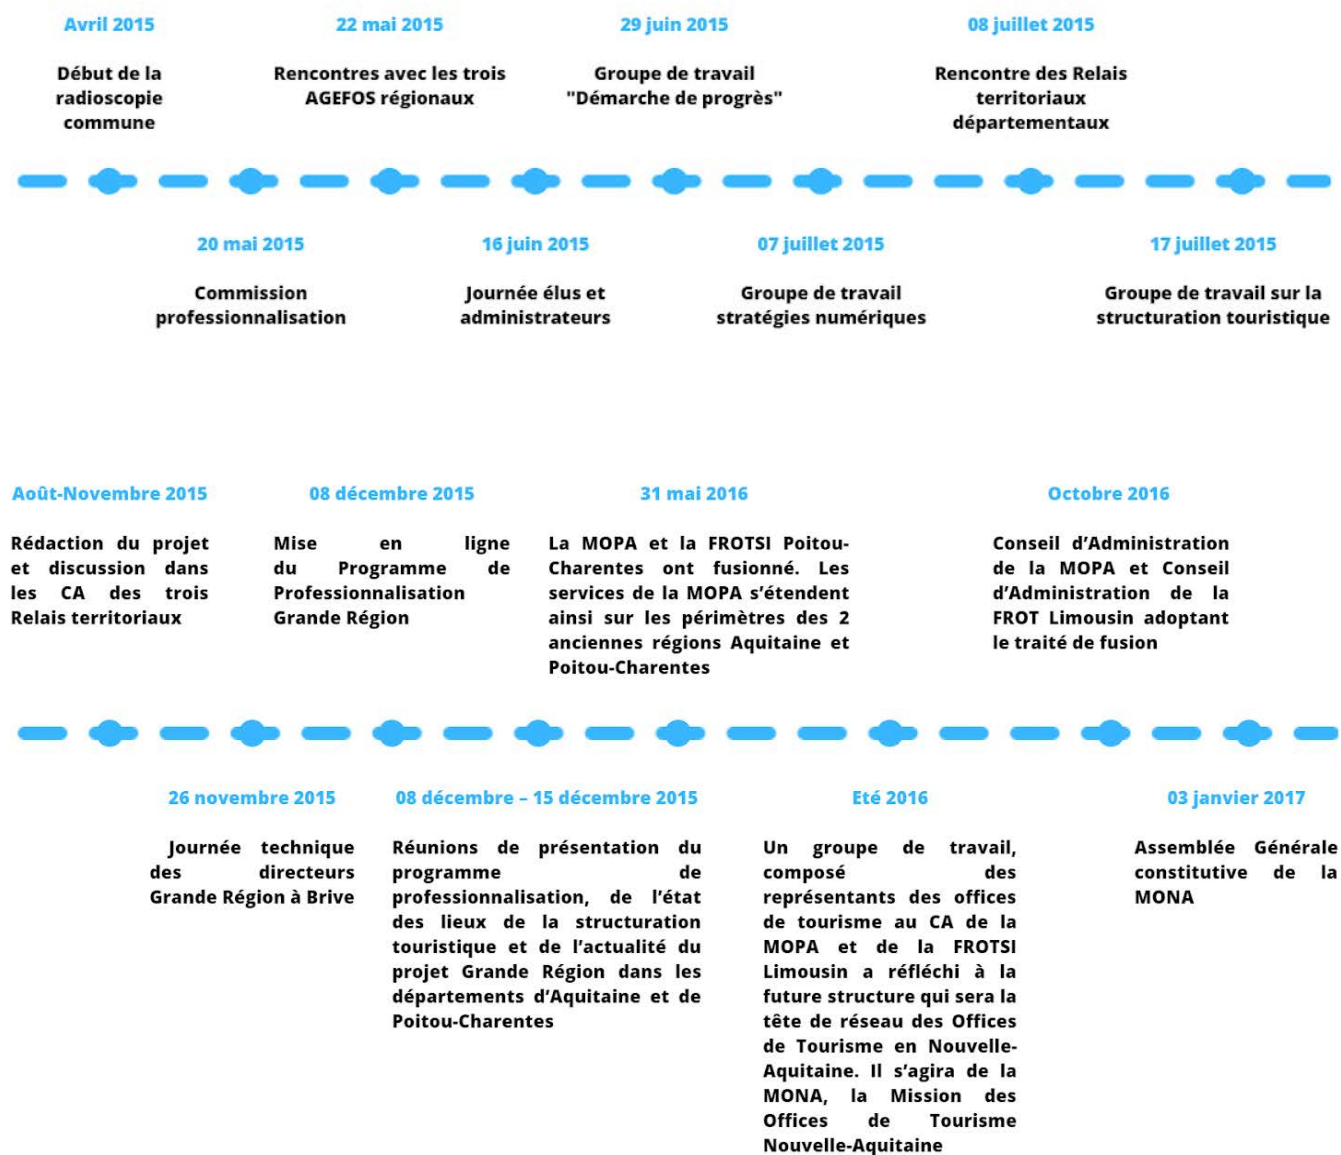 Avril 2015
Début de la
radioscopie
commune
22 mai 2015
Rencontres avec les trois
AGEFOS régionaux
29 juin 2015
Groupe de travail
"Démarche de progrès"
08 juillet 2015
Rencontre des Relais
territoriaux
départementaux
20 mai 2015
Commission
professionnalisation
16 juin 2015
Journée élus et
administrateurs
07 juillet 2015
Groupe de travail
stratégies numériques
17 juillet 2015
Groupe de travail sur la
structuration touristique
Août-Novembre 2015
Rédaction du projet
et discussion dans
les CA des trois
Relais territoriaux
08 décembre 2015
Mise en ligne
du Programme de
Professionnalisation
Grande Région
31 mai 2016
La MOPA et la FROTSI Poitou-
Charentes ont fusionné. Les
services de la MOPA s’étendent
ainsi sur les périmètres des 2
anciennes régions Aquitaine et
Poitou-Charentes
Octobre 2016
Conseil d’Administration
de la MOPA et Conseil
d’Administration de la
FROT Limousin adoptant
le traité de fusion
26 novembre 2015
Journée technique
des directeurs
Grande Région à Brive
08 décembre – 15 décembre 2015
Réunions de présentation du
programme de
professionnalisation, de l’état
des lieux de la structuration
touristique et de l’actualité du
projet Grande Région dans les
départements d’Aquitaine et de
Poitou-Charentes
Eté 2016
Un groupe de travail,
composé des
représentants des offices
de tourisme au CA de la
MOPA et de la FROTSI
Limousin a réfléchi à la
future structure qui sera la
tête de réseau des Offices
de Tourisme en Nouvelle-
Aquitaine. Il s’agira de la
MONA, la Mission des
Offices de Tourisme
Nouvelle-Aquitaine
03 janvier 2017
Assemblée Générale
constitutive de la
MONA